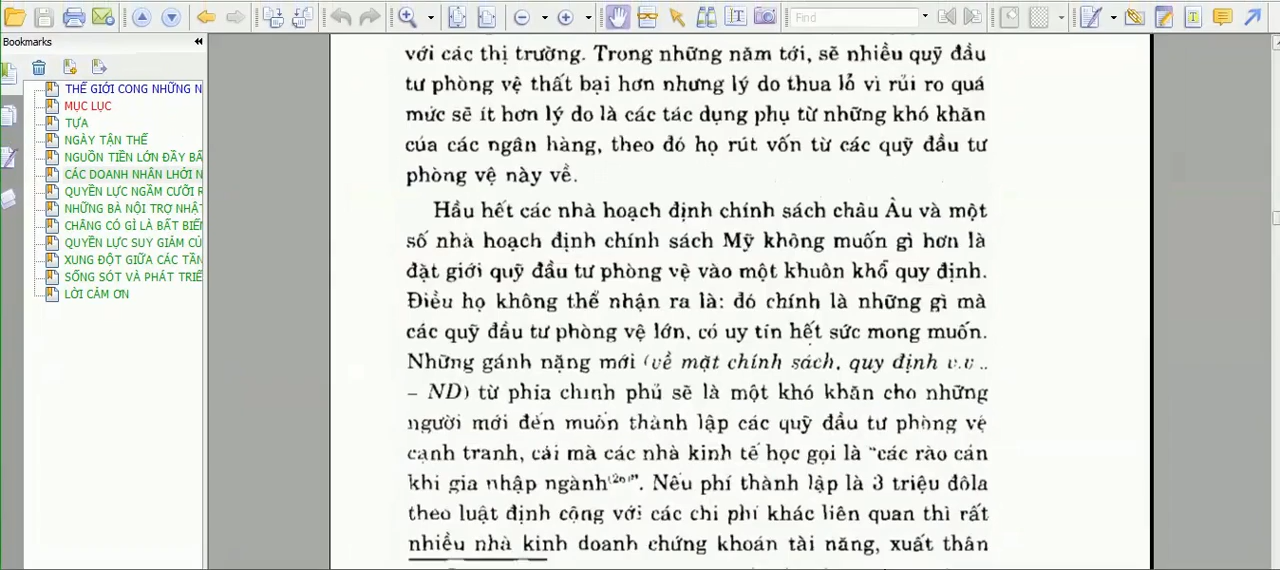 Find
Bookmarks
THẾ GIỚI CONG NHỮNG N
MỤC LỤC
TỰA
NGÀY TẬN THẾ
NGUỒN TIỀN LỚN ĐẦY BẤ
CÁC DOANH NHÂN LHỞI N
QUYỀN LỰC NGẦM CƯỠI R
NHỮNG BÀ NỘI TRỢ NHẬT
CHẲNG CÓ GÌ LÀ BẤT BIẾN
QUYỀN LỰC SUY GIẢM CỦ
XUNG ĐỘT GIỮA CÁC TẦN
SỐNG SÓT VÀ PHÁT TRIỂ
LỜI CẢM ƠN
với các thị trường. Trong những năm tới, sẽ nhiều quỹ đầu
tư phòng vệ thất bại hơn nhưng lý do thua lỗ vì rủi ro quá
mức sẽ ít hơn lý do là các tác dụng phụ từ những khó khăn
của các ngân hàng, theo đó họ rút vốn từ các quỹ đầu tư
phòng vệ này về.
Hầu hết các nhà hoạch định chính sách châu Âu và một
số nhà hoạch định chính sách Mỹ không muốn gì hơn là
đặt giới quỹ đầu tư phòng vệ vào một khuôn khổ quy định.
Điều họ không thể nhận ra là: đó chính là những gì mà
các quỹ đầu tư phòng vệ lớn, có uy tín hết sức mong muốn.
Những gánh nặng mới (về mặt chính sách, quy định v.v..
– ND) từ phía chính phủ sẽ là một khó khăn cho những
người mới đến muốn thành lập các quỹ đầu tư phòng vệ
cạnh tranh, cái mà các nhà kinh tế học gọi là "các rào cản
khi gia nhập ngành". Nếu phí thành lập là 3 triệu đôla
theo luật định cộng với các chi phí khác liên quan thì rất
nhiều nhà kinh doanh chứng khoán tài năng, xuất thân